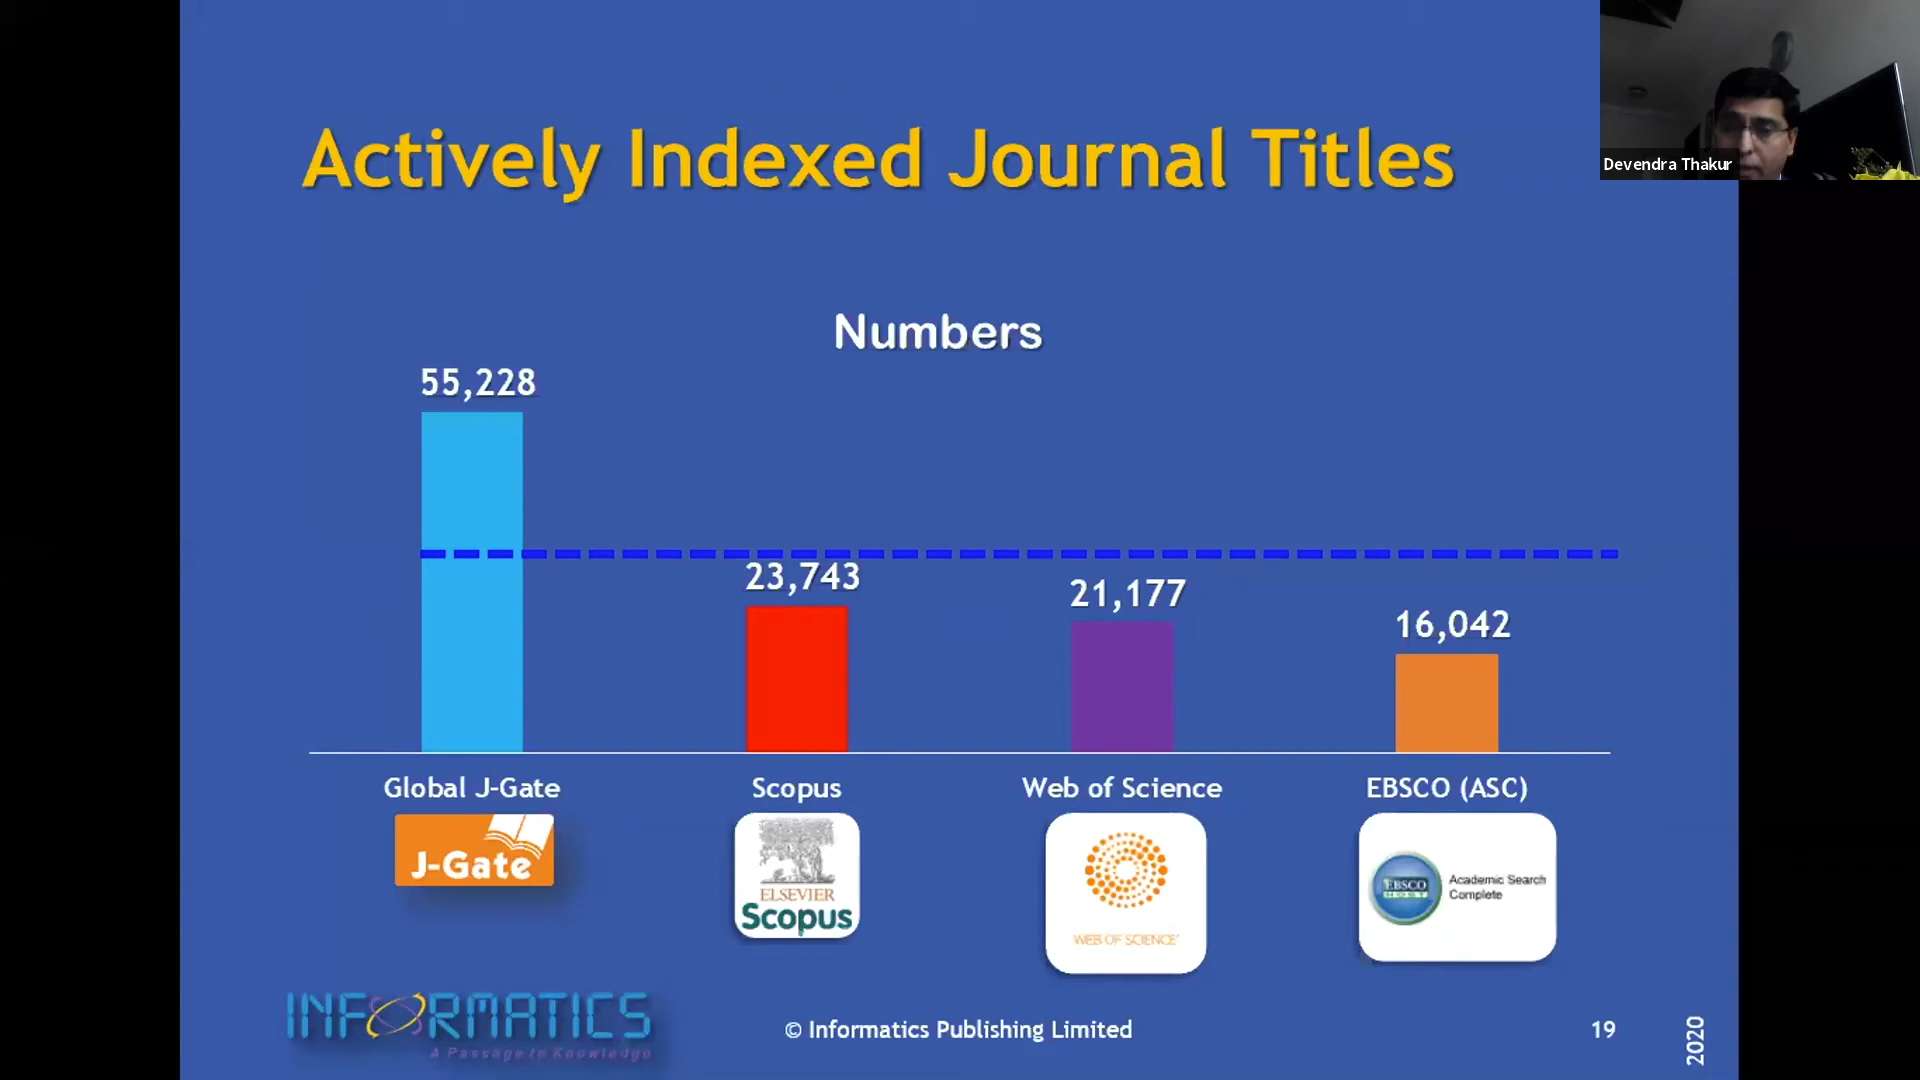 Actively Indexed Journal Titles
Devendra Thakur
Numbers
55,228
23,743
21,177
16,042
Global J-Gate
Scopus
Web of Science
EBSCO (ASC)
J-Gate
ELSEVIER
Scopus
WEB OF SCIENCE
EBSCO
HOST
Academic Search
Complete
INFORMATICS
A Passage to Knowledge
© Informatics Publishing Limited
19
2020